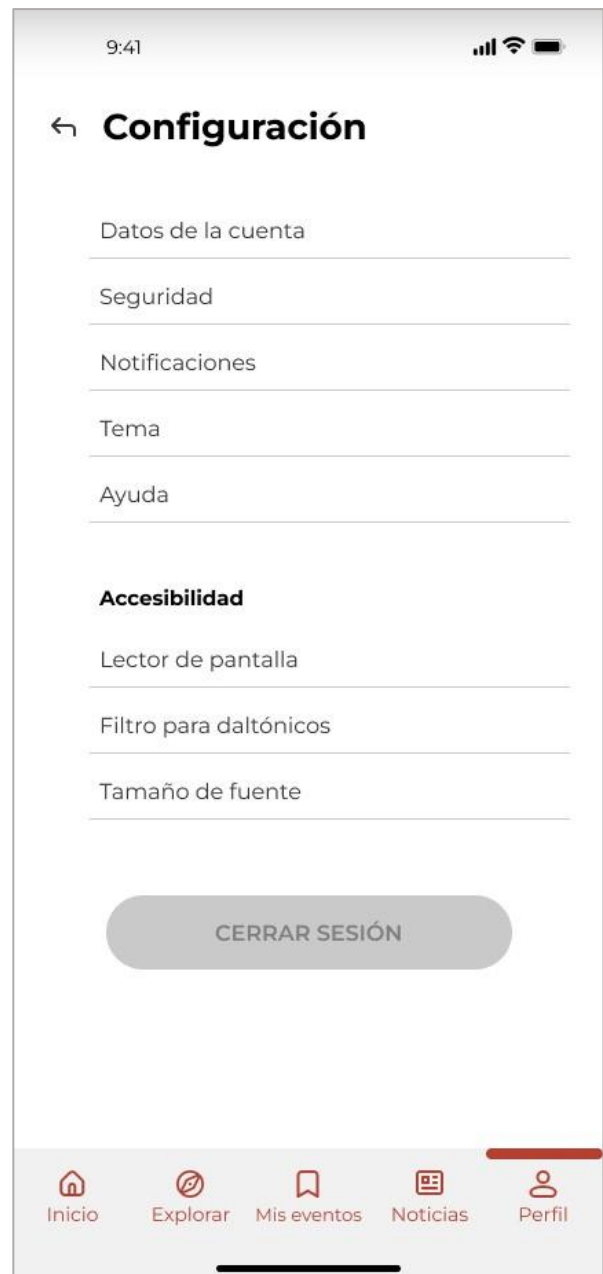 9:41
Configuración
Datos de la cuenta
Seguridad
Notificaciones
Tema
Ayuda
Accesibilidad
Lector de pantalla
Filtro para daltónicos
Tamaño de fuente
CERRAR SESIÓN
Inicio Explorar Mis eventos Noticias Perfil